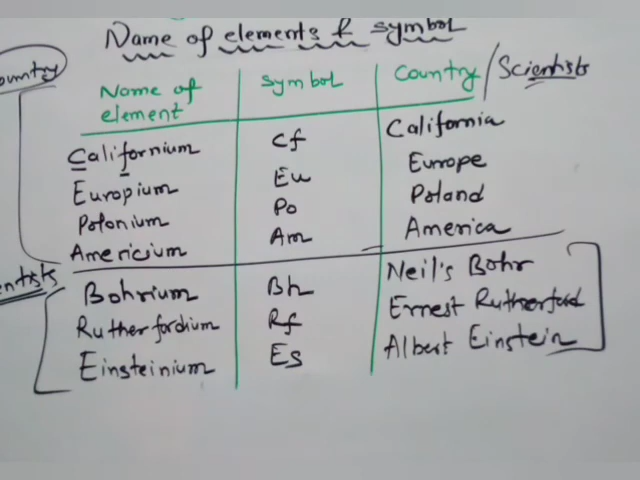 Name of elements & symbol
ountry
Name of element Symbol Country / Scientists
Californium Cf California
Europium Eu Europe
Polonium Po Poland
Americium Am America
entists
Bohrium Bh Neil's Bohr
Rutherfordium Rf Ernest Rutherford
Einsteinium Es Albert Einstein